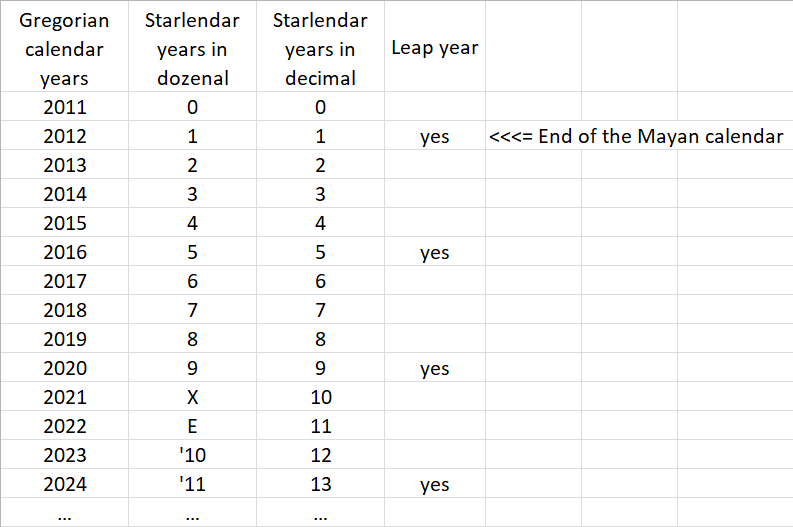 Gregorian calendar years Starlendar years in dozenal Starlendar years in decimal Leap year
2011 0 0
2012 1 1 yes <<<= End of the Mayan calendar
2013 2 2
2014 3 3
2015 4 4
2016 5 5 yes
2017 6 6
2018 7 7
2019 8 8
2020 9 9 yes
2021 X 10
2022 E 11
2023 '10 12
2024 '11 13 yes
... ... ...